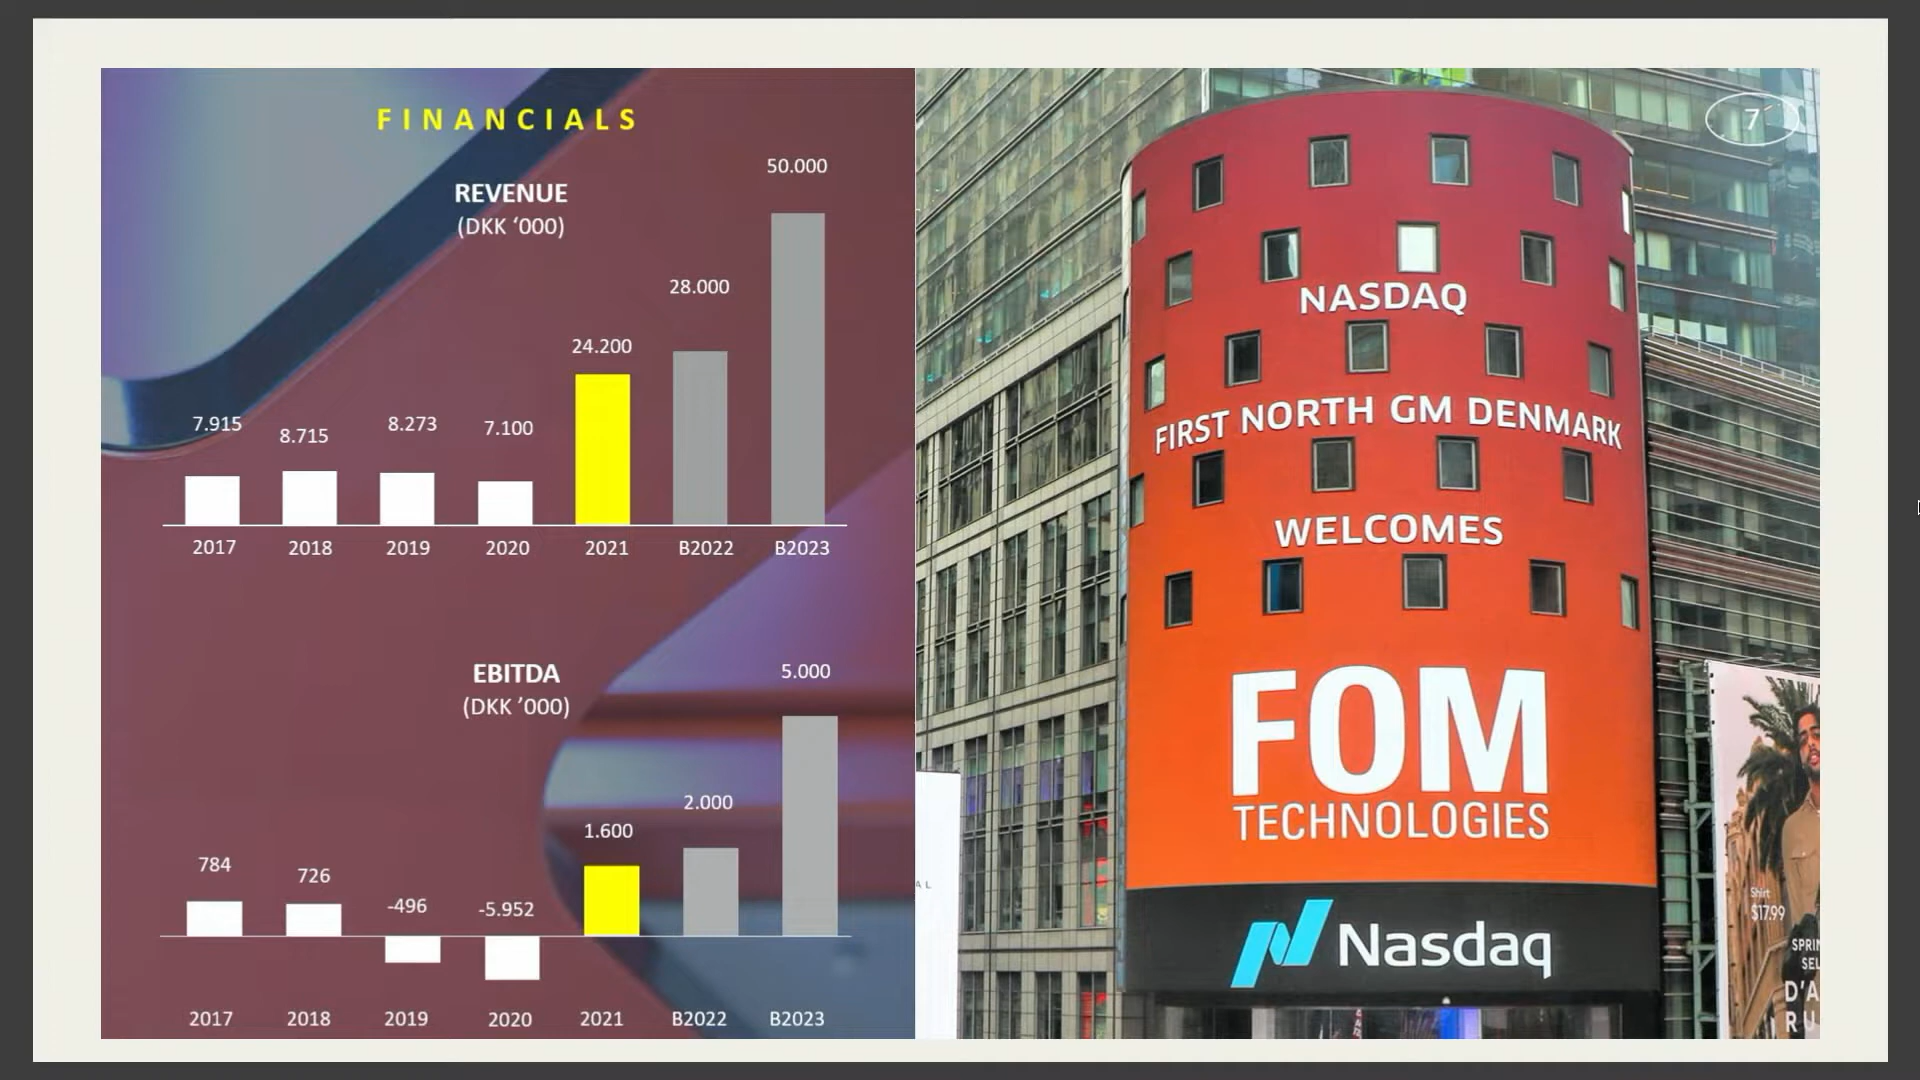 FINANCIALS
REVENUE
(DKK ‘000)
7.915
8.715
8.273
7.100
24.200
28.000
50.000
2017
2018
2019
2020
2021
B2022
B2023
EBITDA
(DKK ’000)
784
726
-496
-5.952
1.600
2.000
5.000
2017
2018
2019
2020
2021
B2022
B2023
7
NASDAQ
FIRST NORTH GM DENMARK
WELCOMES
FOM
TECHNOLOGIES
Nasdaq
A L
Shirt
$17.99
SPRIN
SEL
D'A
RU